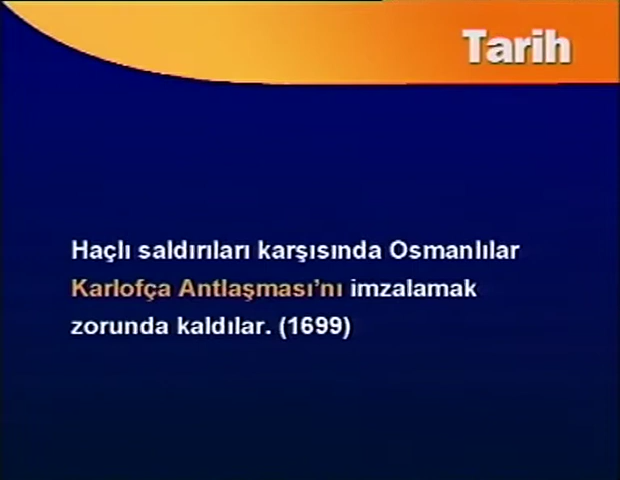 Tarih
Haçlı saldırıları karşısında Osmanlılar
Karlofça Antlaşması'nı imzalamak
zorunda kaldılar. (1699)